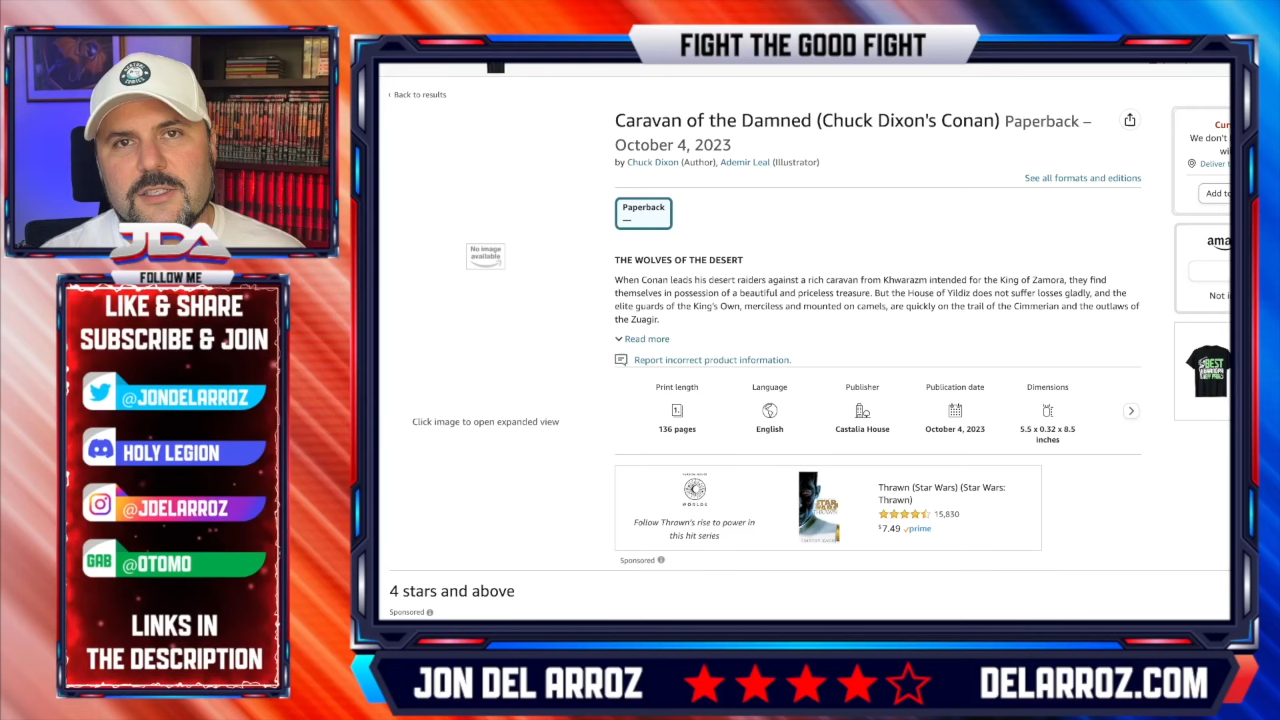 FIGHT THE GOOD FIGHT
‹ Back to results
Caravan of the Damned (Chuck Dixon's Conan) Paperback –
October 4, 2023
by Chuck Dixon (Author), Ademir Leal (Illustrator)
See all formats and editions
Paperback
—
THE WOLVES OF THE DESERT
When Conan leads his desert raiders against a rich caravan from Khwarazm intended for the King of Zamora, they find
themselves in possession of a beautiful and priceless treasure. But the House of Yildiz does not suffer losses gladly, and the
elite guards of the King's Own, merciless and mounted on camels, are quickly on the trail of the Cimmerian and the outlaws of
the Zuagir.
Read more
Report incorrect product information.
Print length
Language
Publisher
Publication date
Dimensions
136 pages
English
Castalia House
October 4, 2023
5.5 x 0.32 x 8.5
inches
No image
available
Click image to open expanded view
Follow Thrawn's rise to power in
this hit series
STAR
WARS
Thrawn (Star Wars) (Star Wars:
Thrawn)
15,830
$7.49 prime
Sponsored
4 stars and above
Sponsored
Cur
We don't
wi
Deliver t
Add to
ama
Not i
BEST
JDA
FOLLOW ME
LIKE & SHARE
SUBSCRIBE & JOIN
@JONDELARROZ
HOLY LEGION
@JDELARROZ
GAB @OTOMO
LINKS IN
THE DESCRIPTION
JON DEL ARROZ
DELARROZ.COM